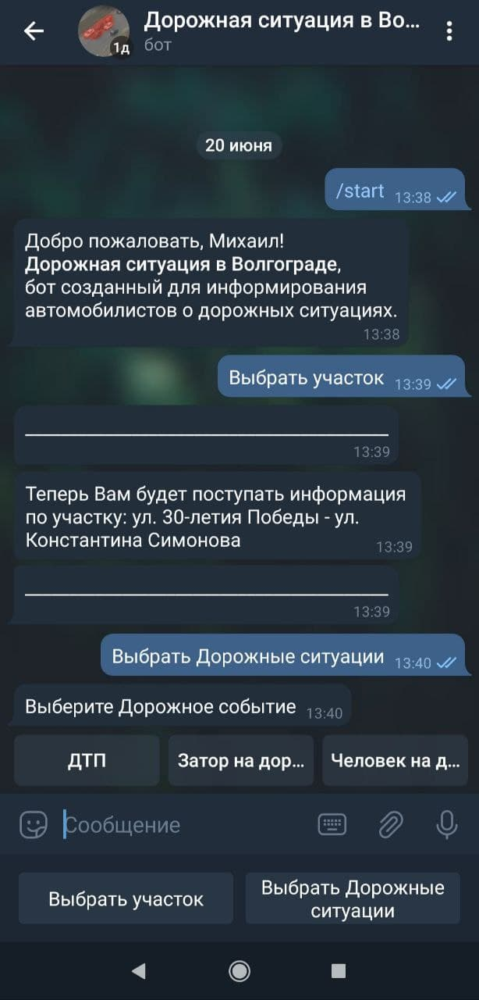 Дорожная ситуация в Во...
1д
бот
20 июня
/start 13:38
Добро пожаловать, Михаил!
Дорожная ситуация в Волгограде,
бот созданный для информирования
автомобилистов о дорожных ситуациях.
13:38
Выбрать участок 13:39
13:39
Теперь Вам будет поступать информация
по участку: ул. 30-летия Победы - ул.
Константина Симонова 13:39
13:39
Выбрать Дорожные ситуации 13:40
Выберите Дорожное событие 13:40
ДТП Затор на дор... Человек на д...
Сообщение
Выбрать участок
Выбрать Дорожные
ситуации